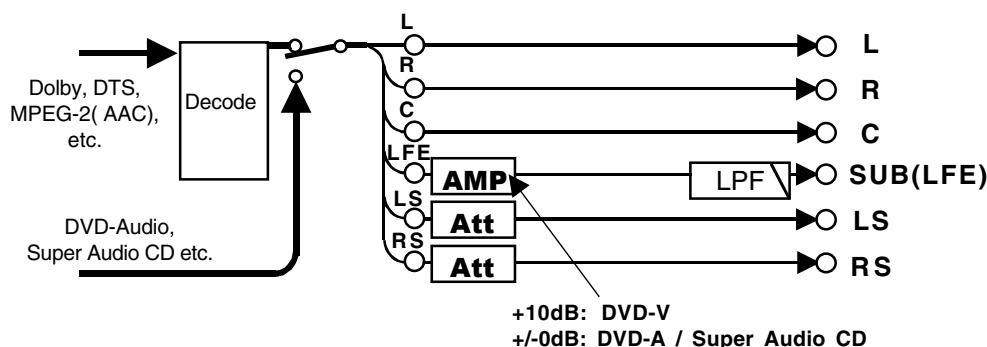 Dolby, DTS,
MPEG-2( AAC),
etc.
Decode
DVD-Audio,
Super Audio CD etc.
L
R
C
LFE
LS
RS
AMP
Att
Att
LPF
L
R
C
SUB(LFE)
LS
RS
+10dB: DVD-V
+/-0dB: DVD-A / Super Audio CD